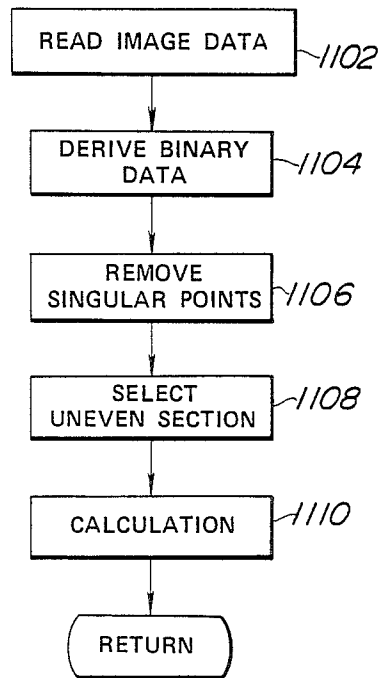 READ IMAGE DATA
1102
DERIVE BINARY
DATA
1104
REMOVE
SINGULAR POINTS
1106
SELECT
UNEVEN SECTION
1108
CALCULATION
1110
RETURN